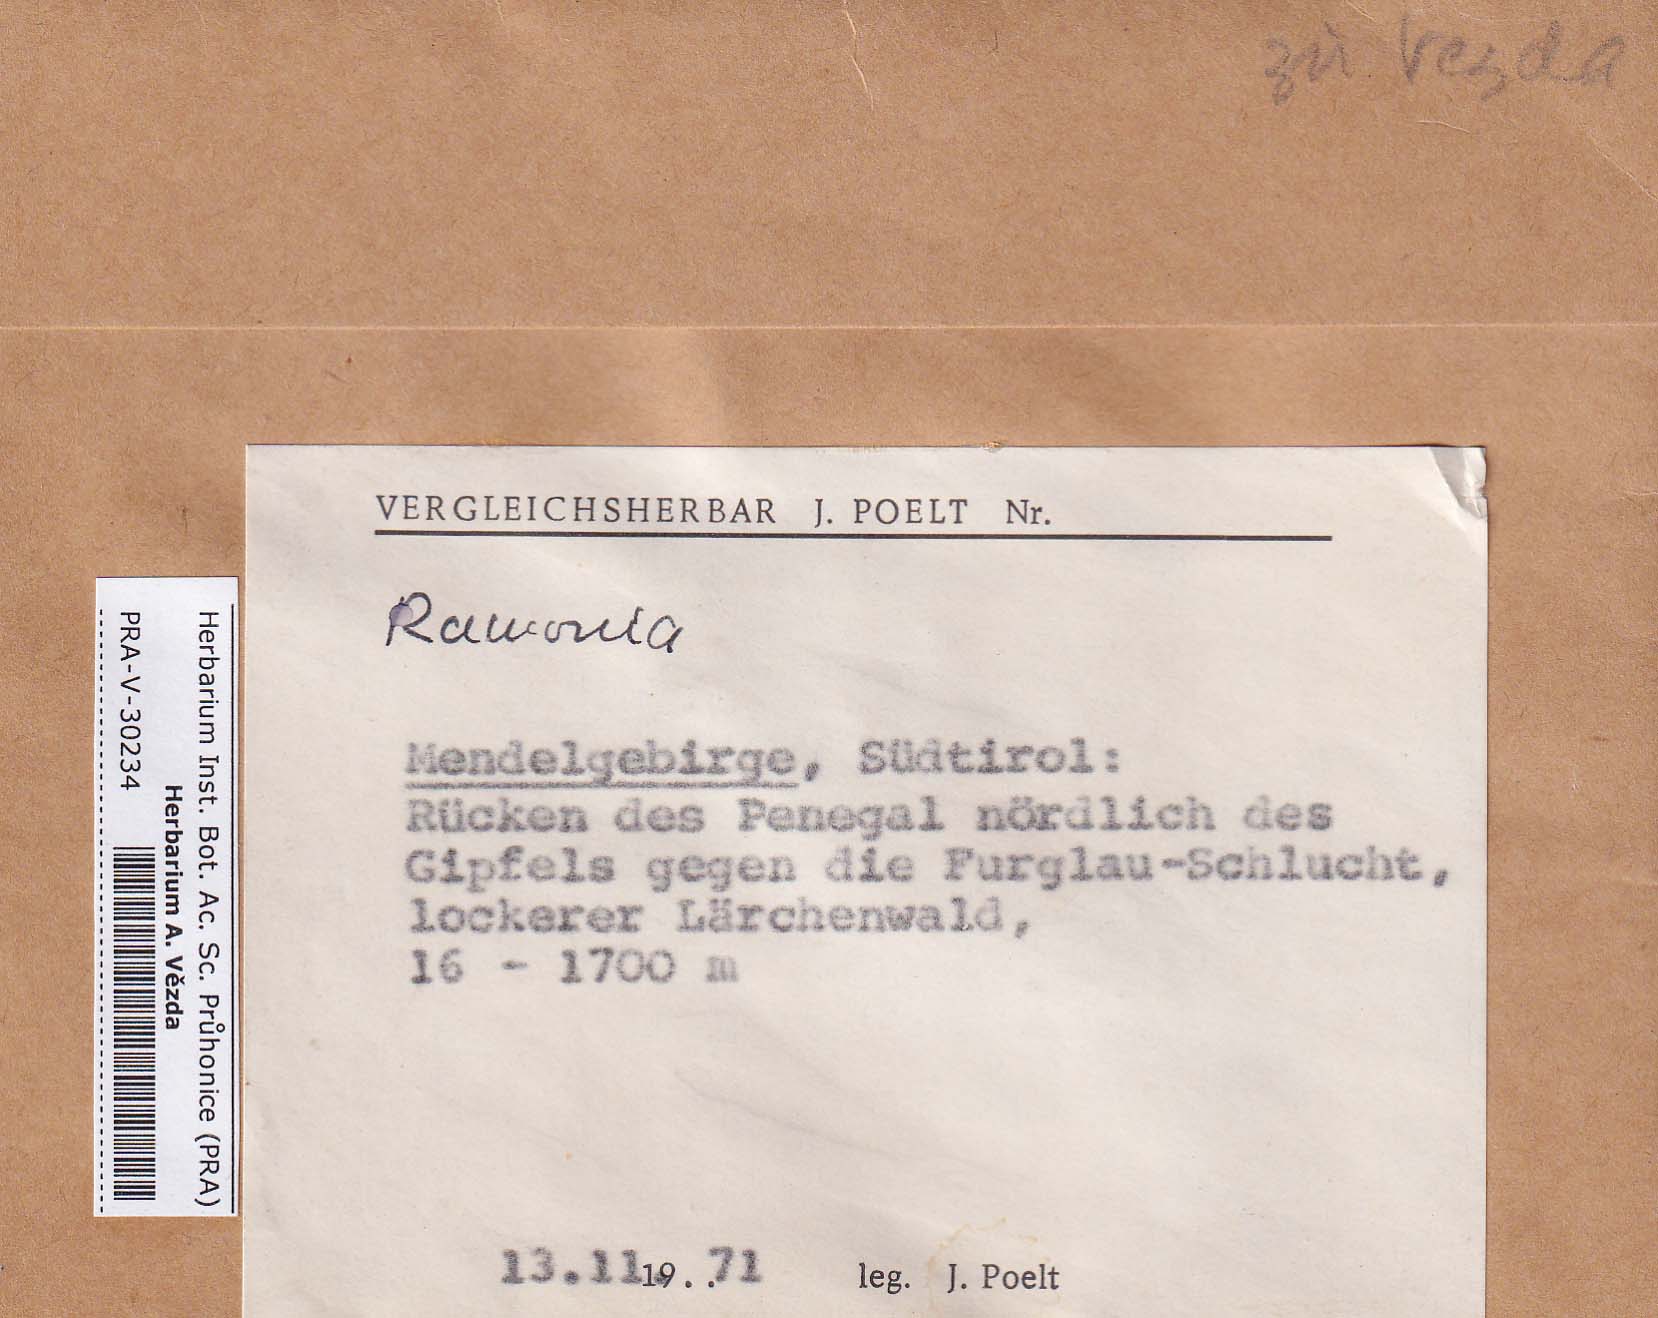 zu Vezda
VERGLEICHSHERBAR J. POELT Nr.
Ramonia
Mendelgebirge, Südtirol:
Rücken des Penegal nördlich des
Gipfels gegen die Furglau-Schlucht,
lockerer Lärchenwald,
16 - 1700 m
13.11.19..71 leg. J. Poelt
Herbarium Inst. Bot. Ac. Sc. Průhonice (PRA)
Herbarium A. Vězda
PRA-V-30234